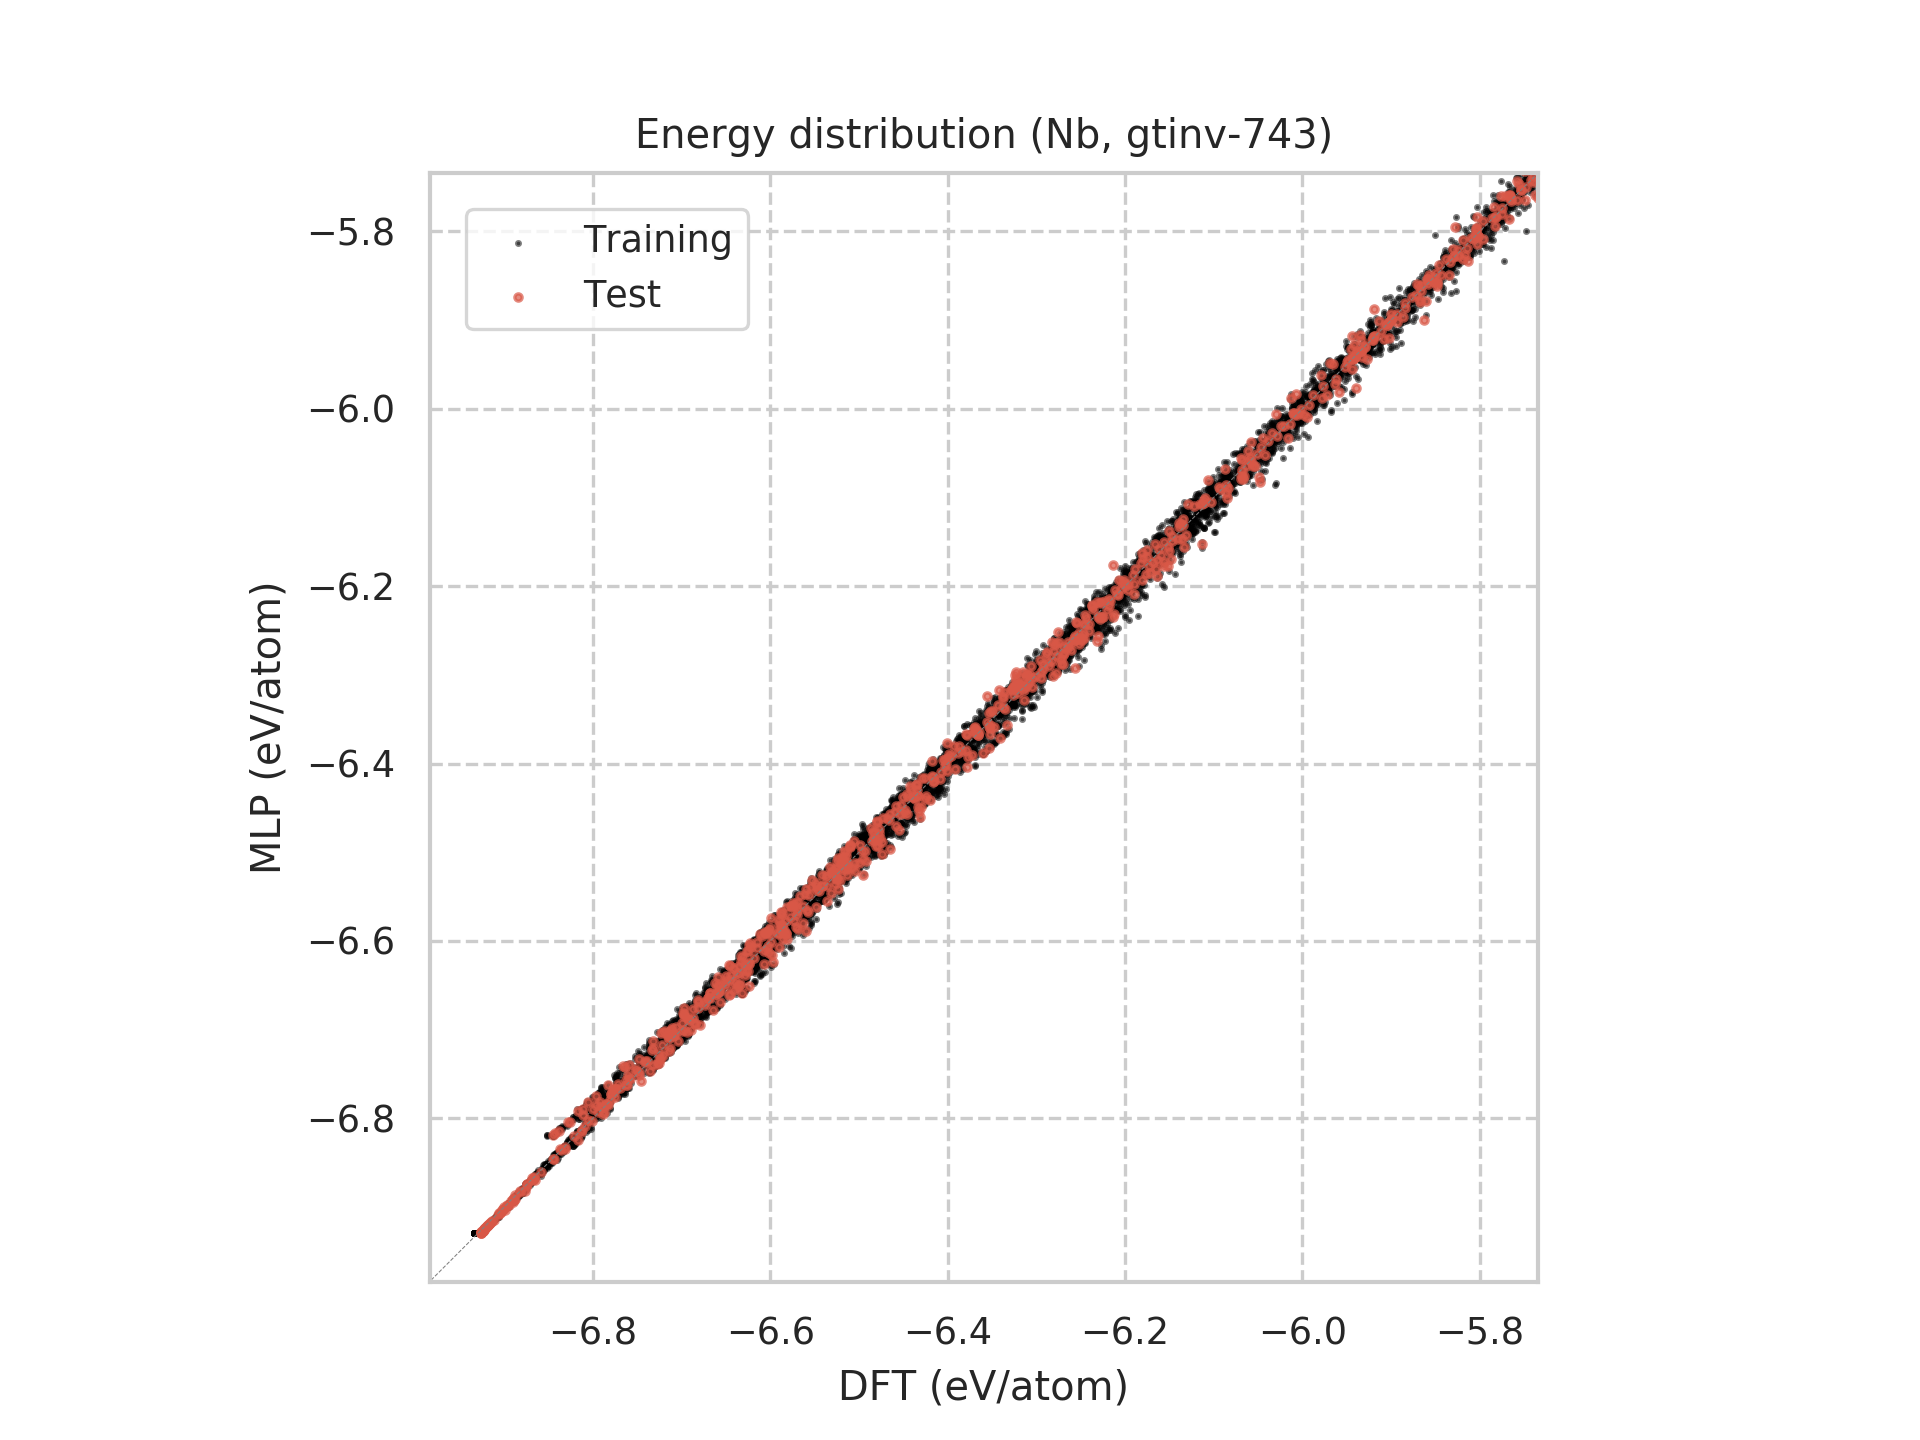 Energy distribution (Nb, gtinv-743)
Training
Test
MLP (eV/atom)
−5.8
−6.0
−6.2
−6.4
−6.6
−6.8
−6.8 −6.6 −6.4 −6.2 −6.0 −5.8
DFT (eV/atom)